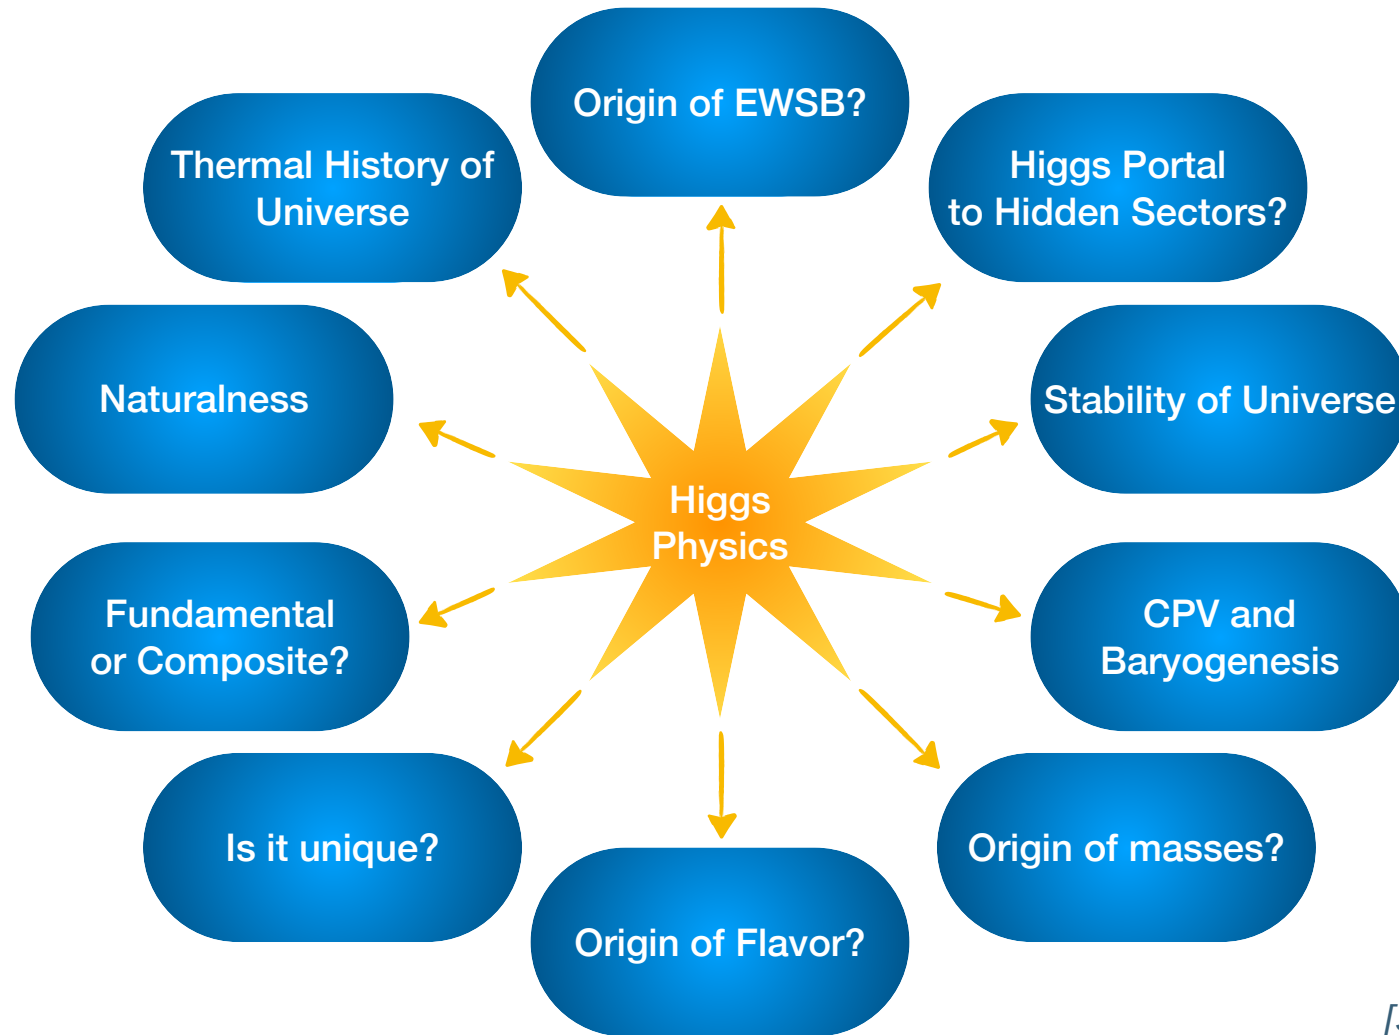 Origin of EWSB?
Thermal History of
Universe
Higgs Portal
to Hidden Sectors?
Naturalness
Stability of Universe
Higgs
Physics
Fundamental
or Composite?
CPV and
Baryogenesis
Is it unique?
Origin of masses?
Origin of Flavor?